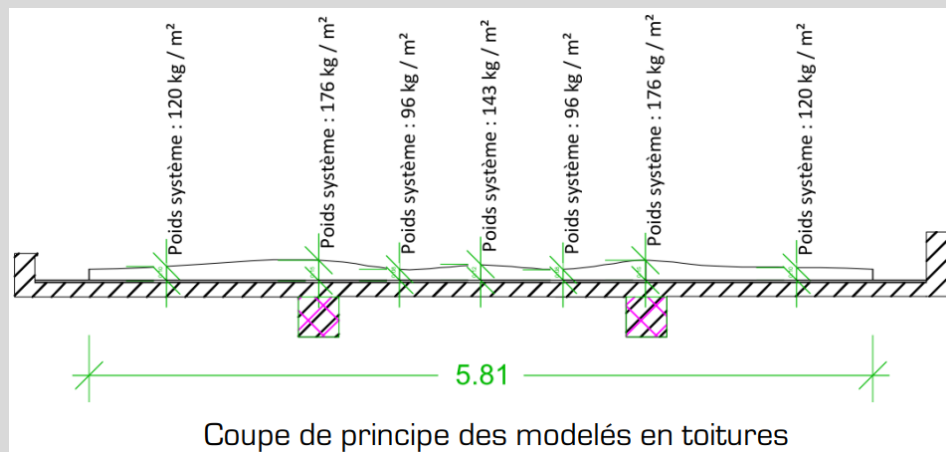 Poids système : 120 kg / m²
Poids système : 176 kg / m²
Poids système : 96 kg / m²
Poids système : 143 kg / m²
Poids système : 96 kg / m²
Poids système : 176 kg / m²
Poids système : 120 kg / m²
5.81
Coupe de principe des modelés en toitures